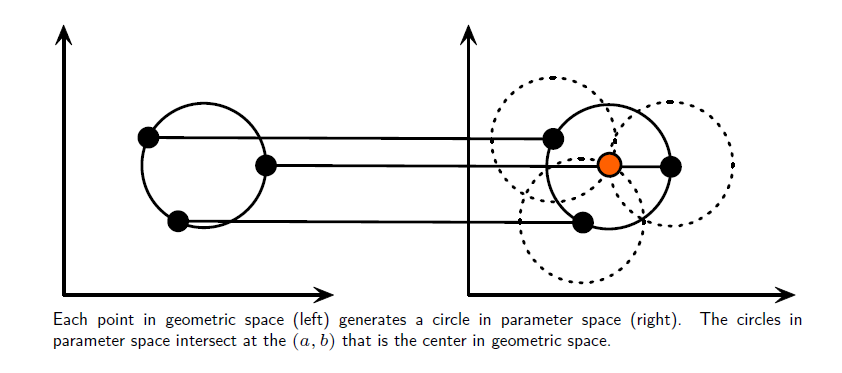 Each point in geometric space (left) generates a circle in parameter space (right). The circles in
parameter space intersect at the (a, b) that is the center in geometric space.